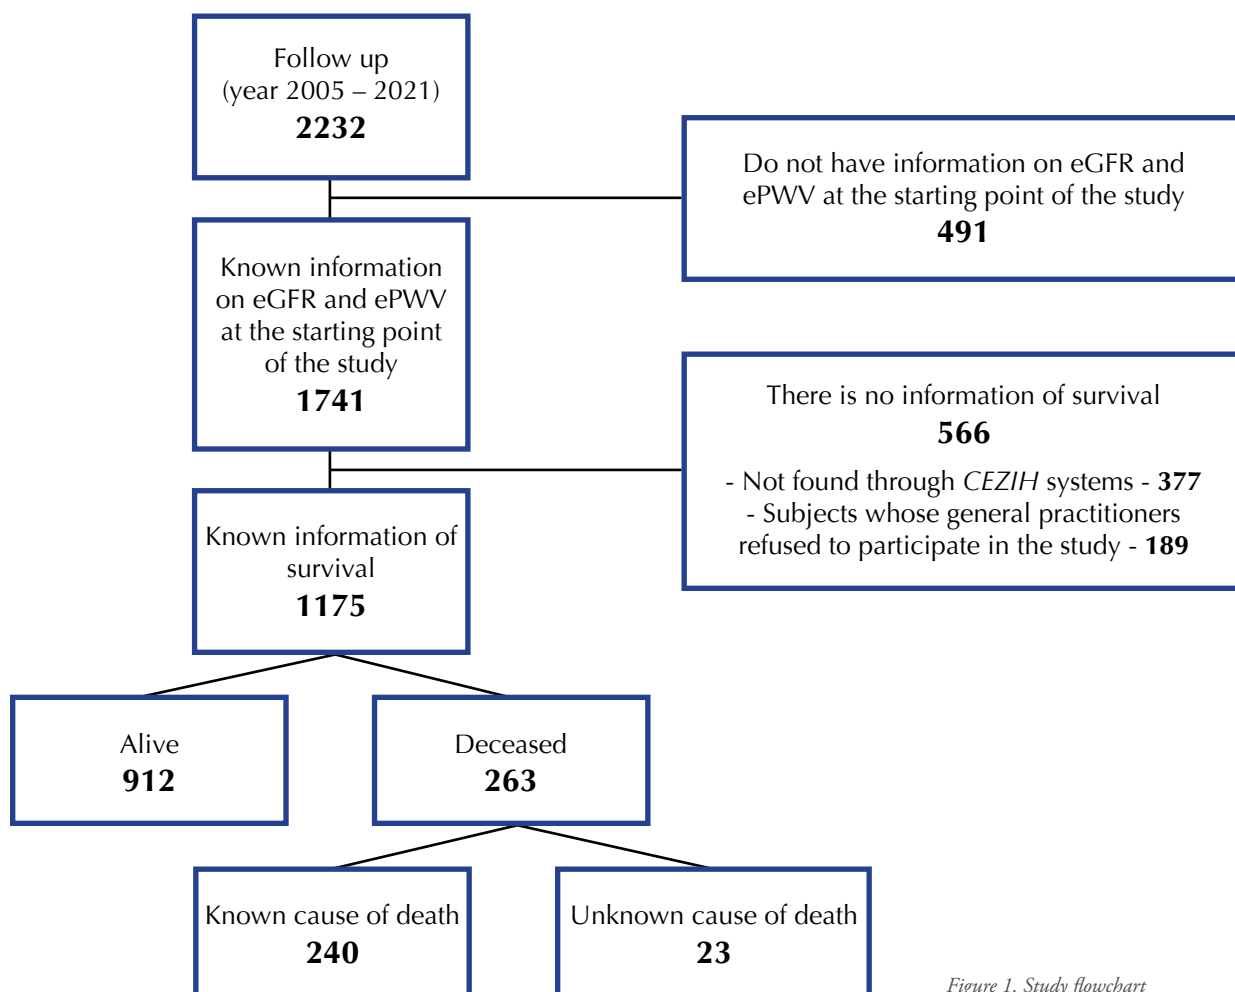 Follow up
(year 2005 – 2021)
2232
Do not have information on eGFR and
ePWV at the starting point of the study
491
Known information
on eGFR and ePWV
at the starting point
of the study
1741
There is no information of survival
566
- Not found through CEZIH systems - 377
- Subjects whose general practitioners
refused to participate in the study - 189
Known information of
survival
1175
Alive
912
Deceased
263
Known cause of death
240
Unknown cause of death
23
Figure 1. Study flowchart